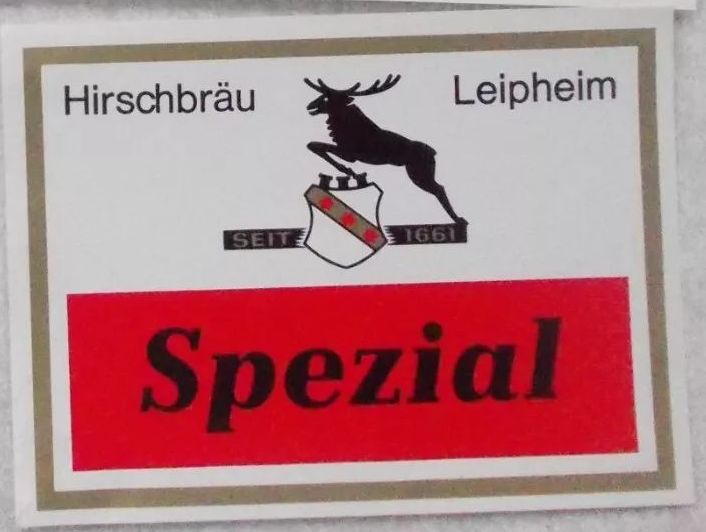 Hirschbräu Leipheim
SEIT 1661
Spezial